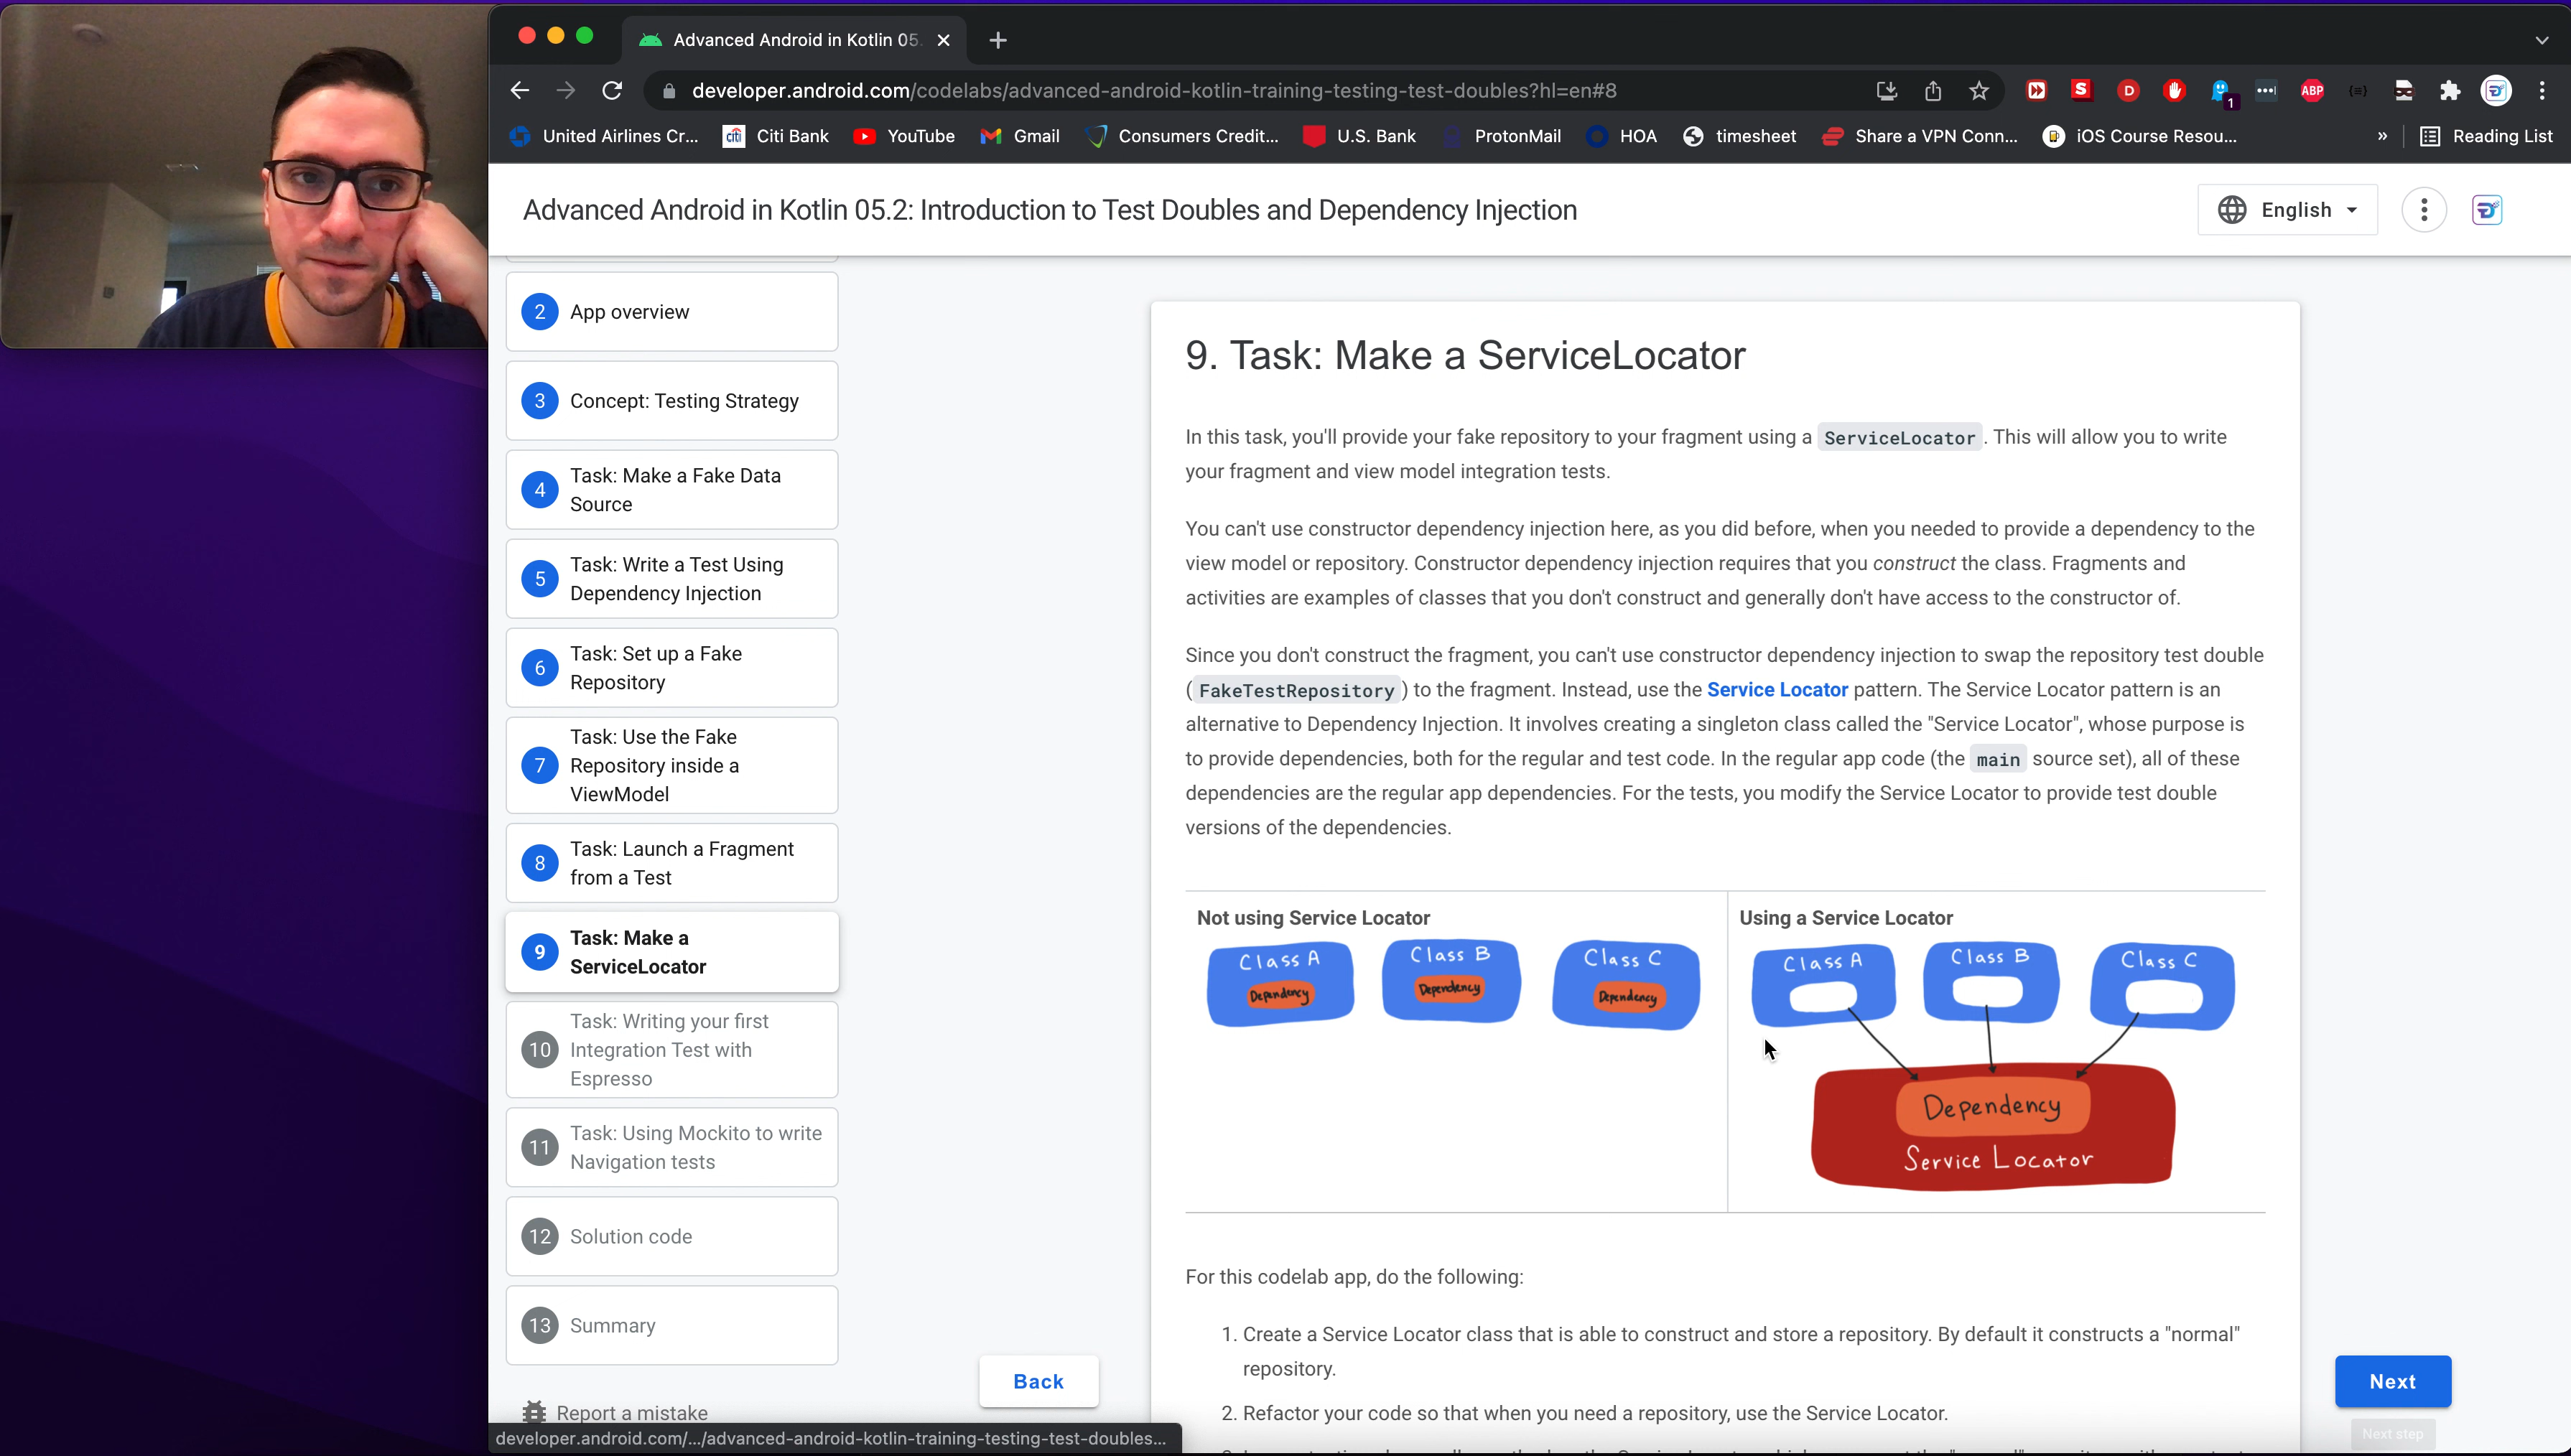 Advanced Android in Kotlin 05.
developer.android.com/codelabs/advanced-android-kotlin-training-testing-test-doubles?hl=en#8
S
D
1
ABP
United Airlines Cr...
citi
Citi Bank
YouTube
Gmail
Consumers Credit...
U.S. Bank
ProtonMail
HOA
timesheet
Share a VPN Conn...
iOS Course Resou...
»
Reading List
Advanced Android in Kotlin 05.2: Introduction to Test Doubles and Dependency Injection
English
2 App overview
3 Concept: Testing Strategy
4 Task: Make a Fake Data
Source
5 Task: Write a Test Using
Dependency Injection
6 Task: Set up a Fake
Repository
7 Task: Use the Fake
Repository inside a
ViewModel
8 Task: Launch a Fragment
from a Test
9 Task: Make a
ServiceLocator
10 Task: Writing your first
Integration Test with
Espresso
11 Task: Using Mockito to write
Navigation tests
12 Solution code
13 Summary
Report a mistake
developer.android.com/.../advanced-android-kotlin-training-testing-test-doubles...
Back
9. Task: Make a ServiceLocator
In this task, you'll provide your fake repository to your fragment using a ServiceLocator. This will allow you to write
your fragment and view model integration tests.
You can't use constructor dependency injection here, as you did before, when you needed to provide a dependency to the
view model or repository. Constructor dependency injection requires that you construct the class. Fragments and
activities are examples of classes that you don't construct and generally don't have access to the constructor of.
Since you don't construct the fragment, you can't use constructor dependency injection to swap the repository test double
(FakeTestRepository) to the fragment. Instead, use the Service Locator pattern. The Service Locator pattern is an
alternative to Dependency Injection. It involves creating a singleton class called the "Service Locator", whose purpose is
to provide dependencies, both for the regular and test code. In the regular app code (the main source set), all of these
dependencies are the regular app dependencies. For the tests, you modify the Service Locator to provide test double
versions of the dependencies.
Not using Service Locator
Class A
Dependency
Class B
Dependency
Class C
Dependency
Using a Service Locator
Class A
Class B
Class C
Dependency
Service Locator
For this codelab app, do the following:
1. Create a Service Locator class that is able to construct and store a repository. By default it constructs a "normal"
repository.
2. Refactor your code so that when you need a repository, use the Service Locator.
Next
Next step